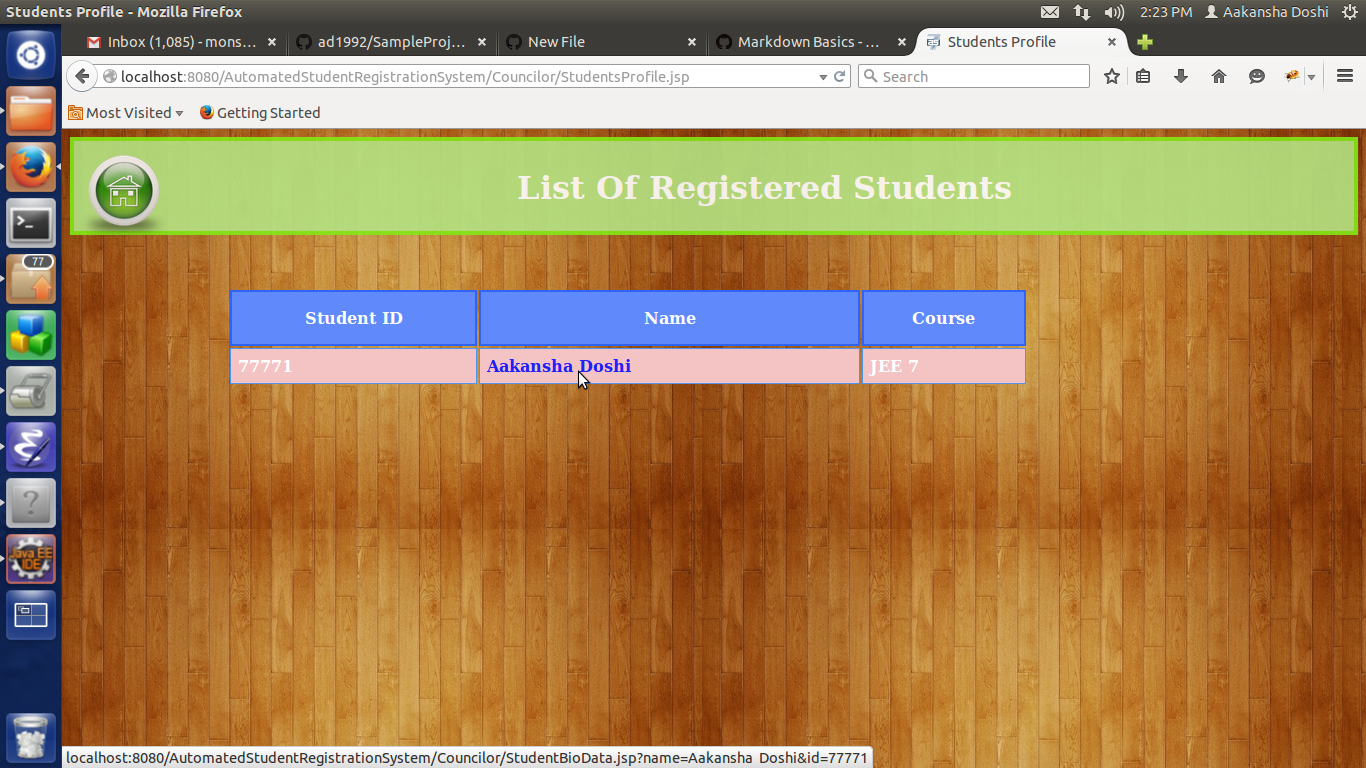 Students Profile - Mozilla Firefox
2:23 PM Aakansha Doshi
Inbox (1,085) - mons... ad1992/SampleProj... New File Markdown Basics - ... Students Profile
localhost:8080/AutomatedStudentRegistrationSystem/Councilor/StudentsProfile.jsp Search
Most Visited Getting Started
List Of Registered Students
Student ID Name Course
77771 Aakansha Doshi JEE 7
77
?
Java EE
IDE
localhost:8080/AutomatedStudentRegistrationSystem/Councilor/StudentBioData.jsp?name=Aakansha Doshi&id=77771